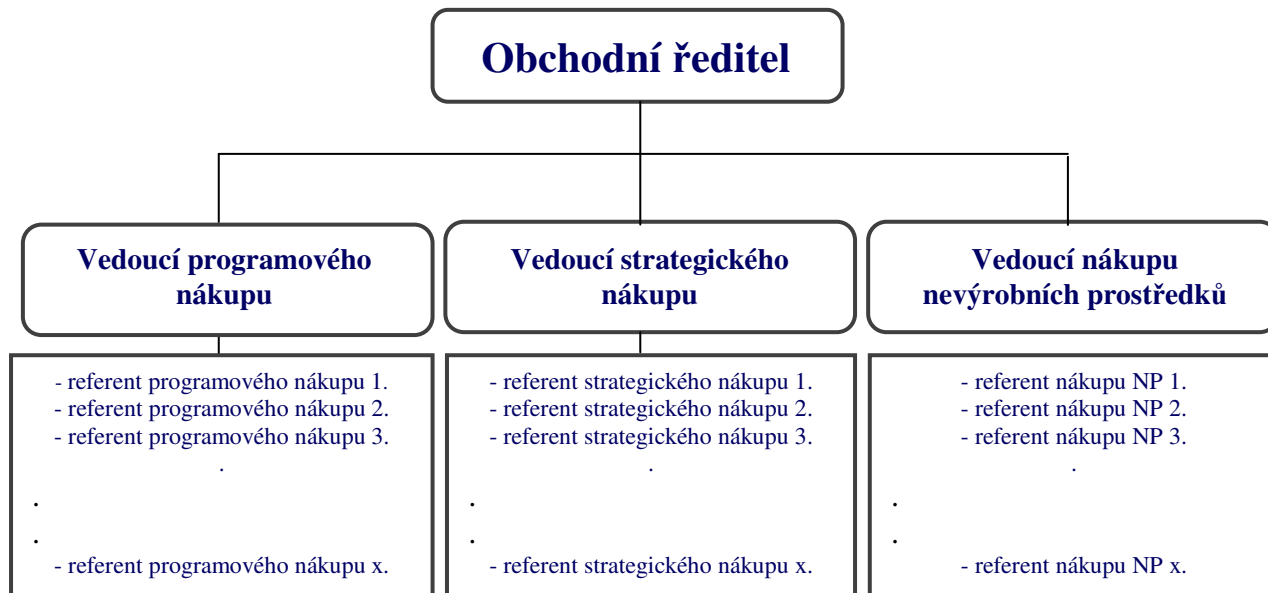 Obchodní ředitel
Vedoucí programového
nákupu
Vedoucí strategického
nákupu
Vedoucí nákupu
nevýrobních prostředků
- referent programového nákupu 1.
- referent programového nákupu 2.
- referent programového nákupu 3.
.
.
.
- referent programového nákupu x.
- referent strategického nákupu 1.
- referent strategického nákupu 2.
- referent strategického nákupu 3.
.
.
.
- referent strategického nákupu x.
- referent nákupu NP 1.
- referent nákupu NP 2.
- referent nákupu NP 3.
.
.
.
- referent nákupu NP x.